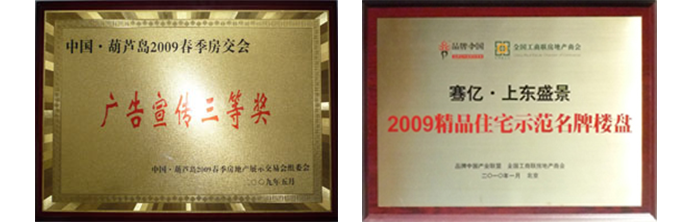 中国·葫芦岛2009春季房交会
广告宣传三等奖
中国·葫芦岛2009春季房地产展示交易会组委会
二〇〇九年五月
品牌中国
全国工商联房地产商会
骞亿·上东盛景
2009精品住宅示范名牌楼盘
品牌中国产业联盟 全国工商联房地产商会
二〇一〇年一月 北京